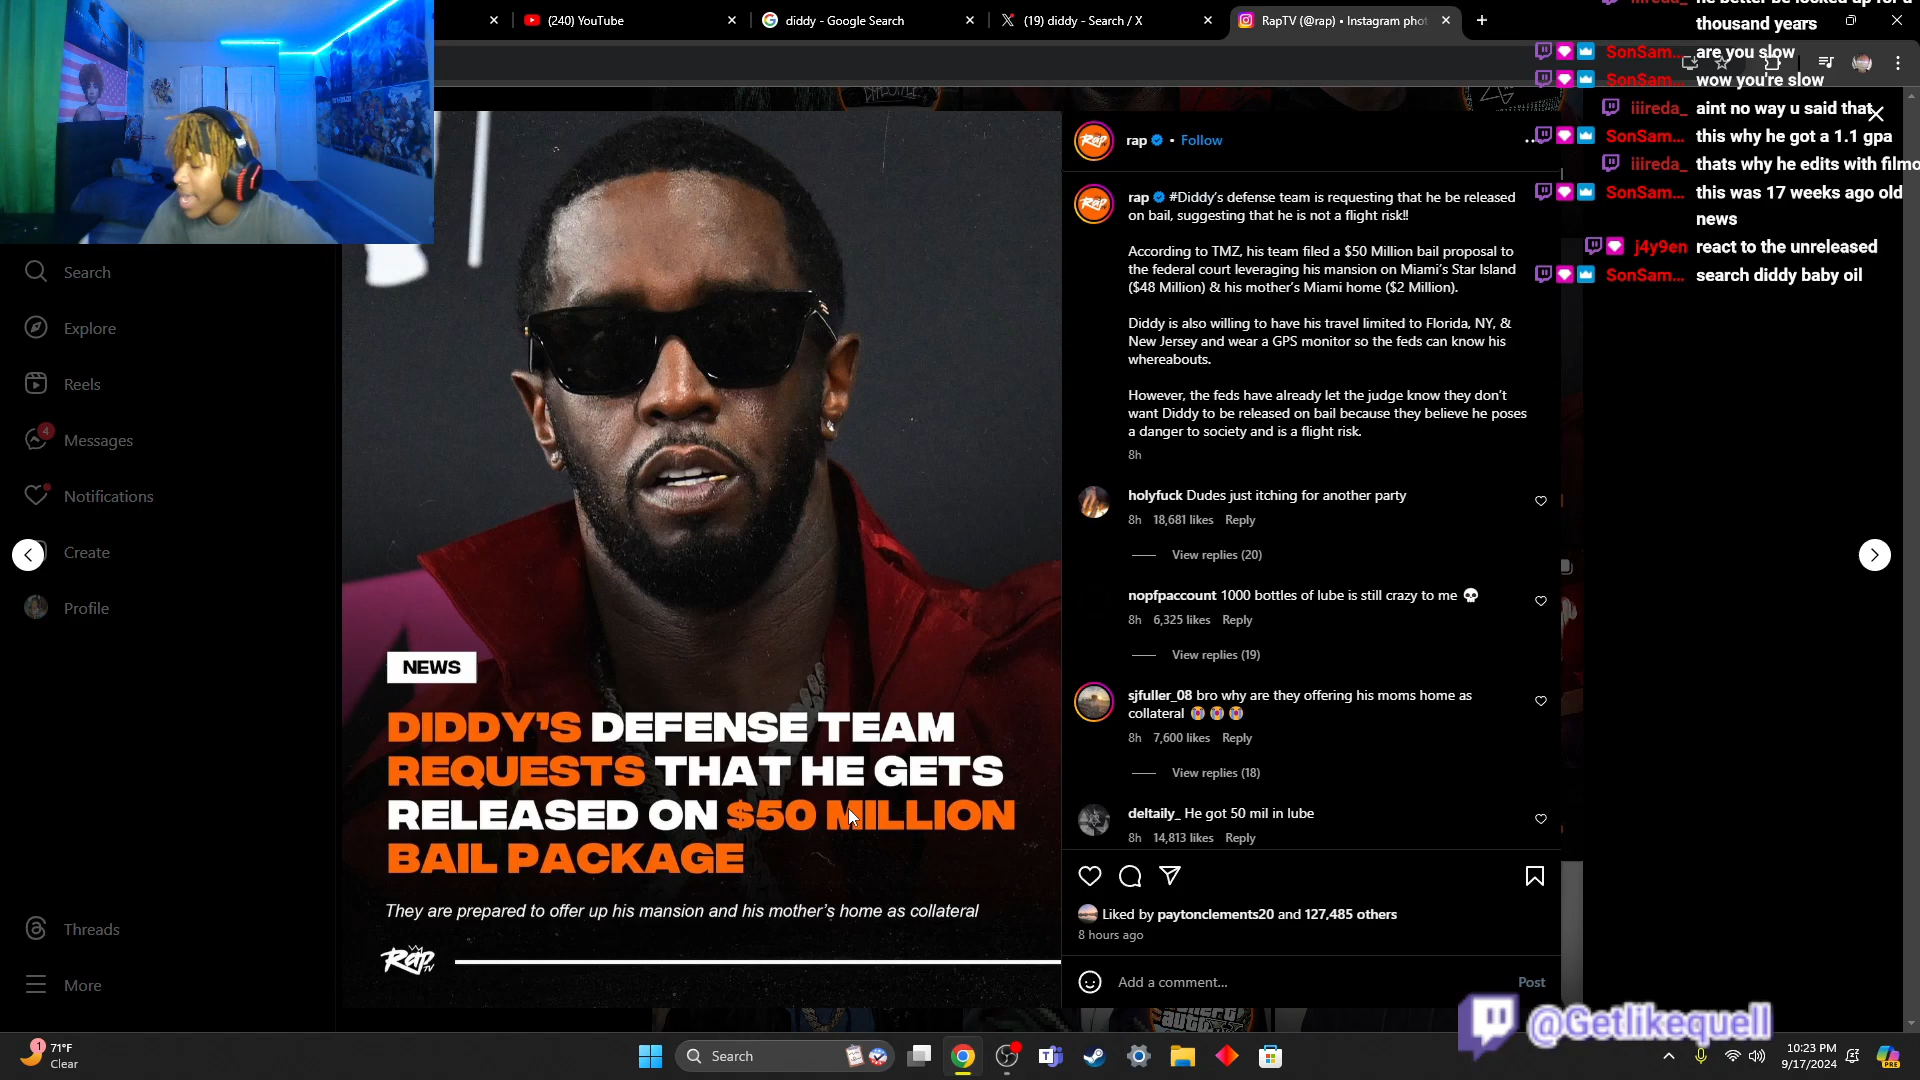 (240) YouTube
diddy - Google Search
(19) diddy - Search / X
RapTV (@rap) • Instagram phot
thousand years
SonSam... are you slow
SonSam... wow you're slow
iiireda_ aint no way u said that
SonSam... this why he got a 1.1 gpa
iiireda_ thats why he edits with filmo
SonSam... this was 17 weeks ago old
news
j4y9en react to the unreleased
SonSam... search diddy baby oil
Search
Explore
Reels
4
Messages
Notifications
Create
Profile
Threads
More
NEWS
DIDDY'S DEFENSE TEAM
REQUESTS THAT HE GETS
RELEASED ON $50 MILLION
BAIL PACKAGE
They are prepared to offer up his mansion and his mother's home as collateral
Rap TV
rap • Follow
rap #Diddy's defense team is requesting that he be released
on bail, suggesting that he is not a flight risk!!
According to TMZ, his team filed a $50 Million bail proposal to
the federal court leveraging his mansion on Miami's Star Island
($48 Million) & his mother's Miami home ($2 Million).
Diddy is also willing to have his travel limited to Florida, NY, &
New Jersey and wear a GPS monitor so the feds can know his
whereabouts.
However, the feds have already let the judge know they don't
want Diddy to be released on bail because they believe he poses
a danger to society and is a flight risk.
8h
holyfuck Dudes just itching for another party
8h 18,681 likes Reply
View replies (20)
nopfpaccount 1000 bottles of lube is still crazy to me 💀
8h 6,325 likes Reply
View replies (19)
sjfuller_08 bro why are they offering his moms home as
collateral 😭😭😭
8h 7,600 likes Reply
View replies (18)
deltaily_ He got 50 mil in lube
8h 14,813 likes Reply
Liked by paytonclements20 and 127,485 others
8 hours ago
Add a comment...
Post
@Getlikequell
1
71°F
Clear
Search
10:23 PM
9/17/2024